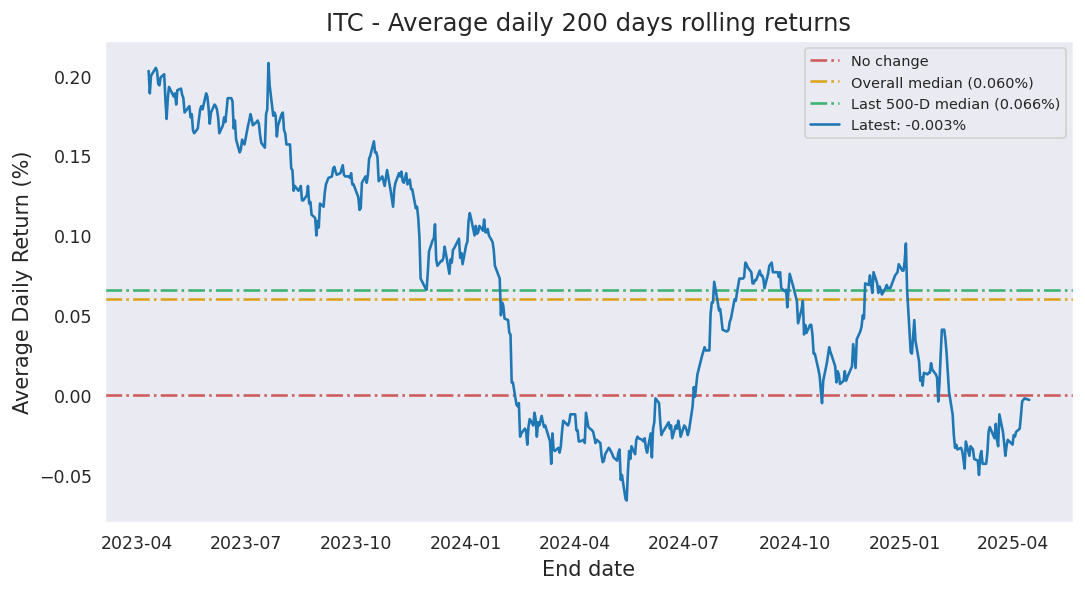 ITC - Average daily 200 days rolling returns
No change
Overall median (0.060%)
Last 500-D median (0.066%)
Latest: -0.003%
Average Daily Return (%)
0.20
0.15
0.10
0.05
0.00
−0.05
2023-04 2023-07 2023-10 2024-01 2024-04 2024-07 2024-10 2025-01 2025-04
End date